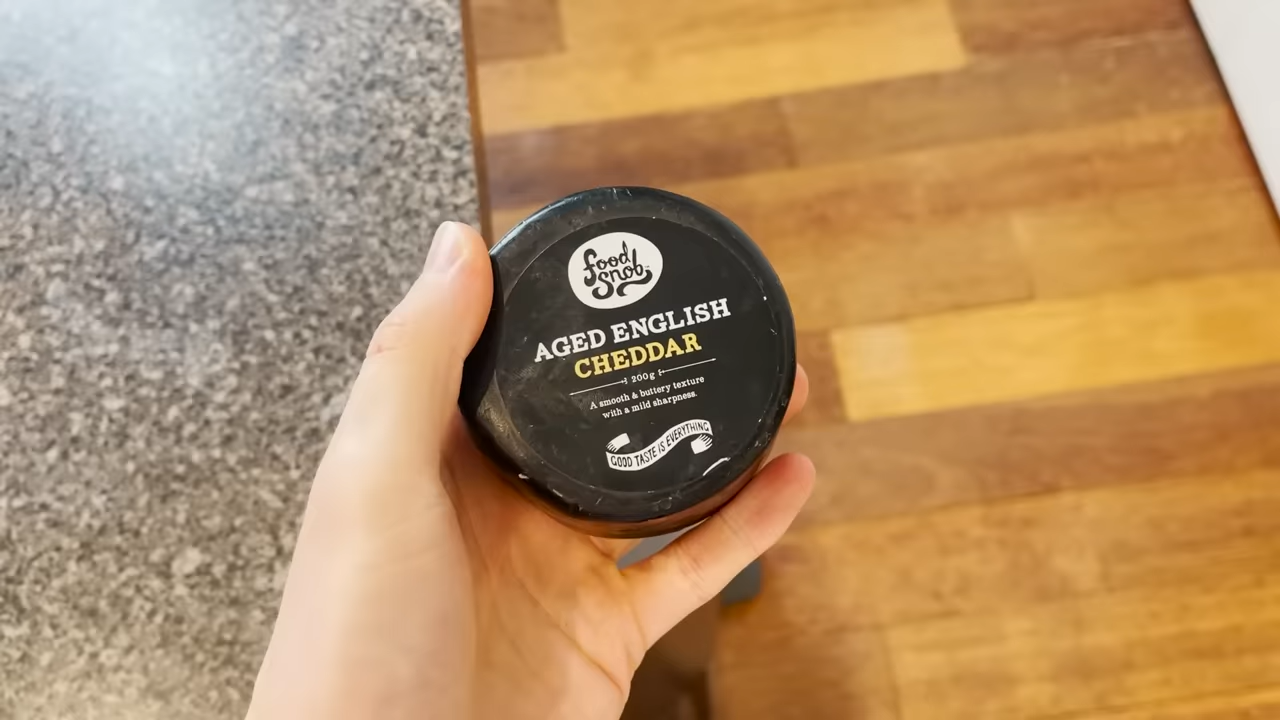 food
snob
AGED ENGLISH
CHEDDAR
200g
A smooth & buttery texture
with a mild sharpness.
GOOD TASTE IS EVERYTHING